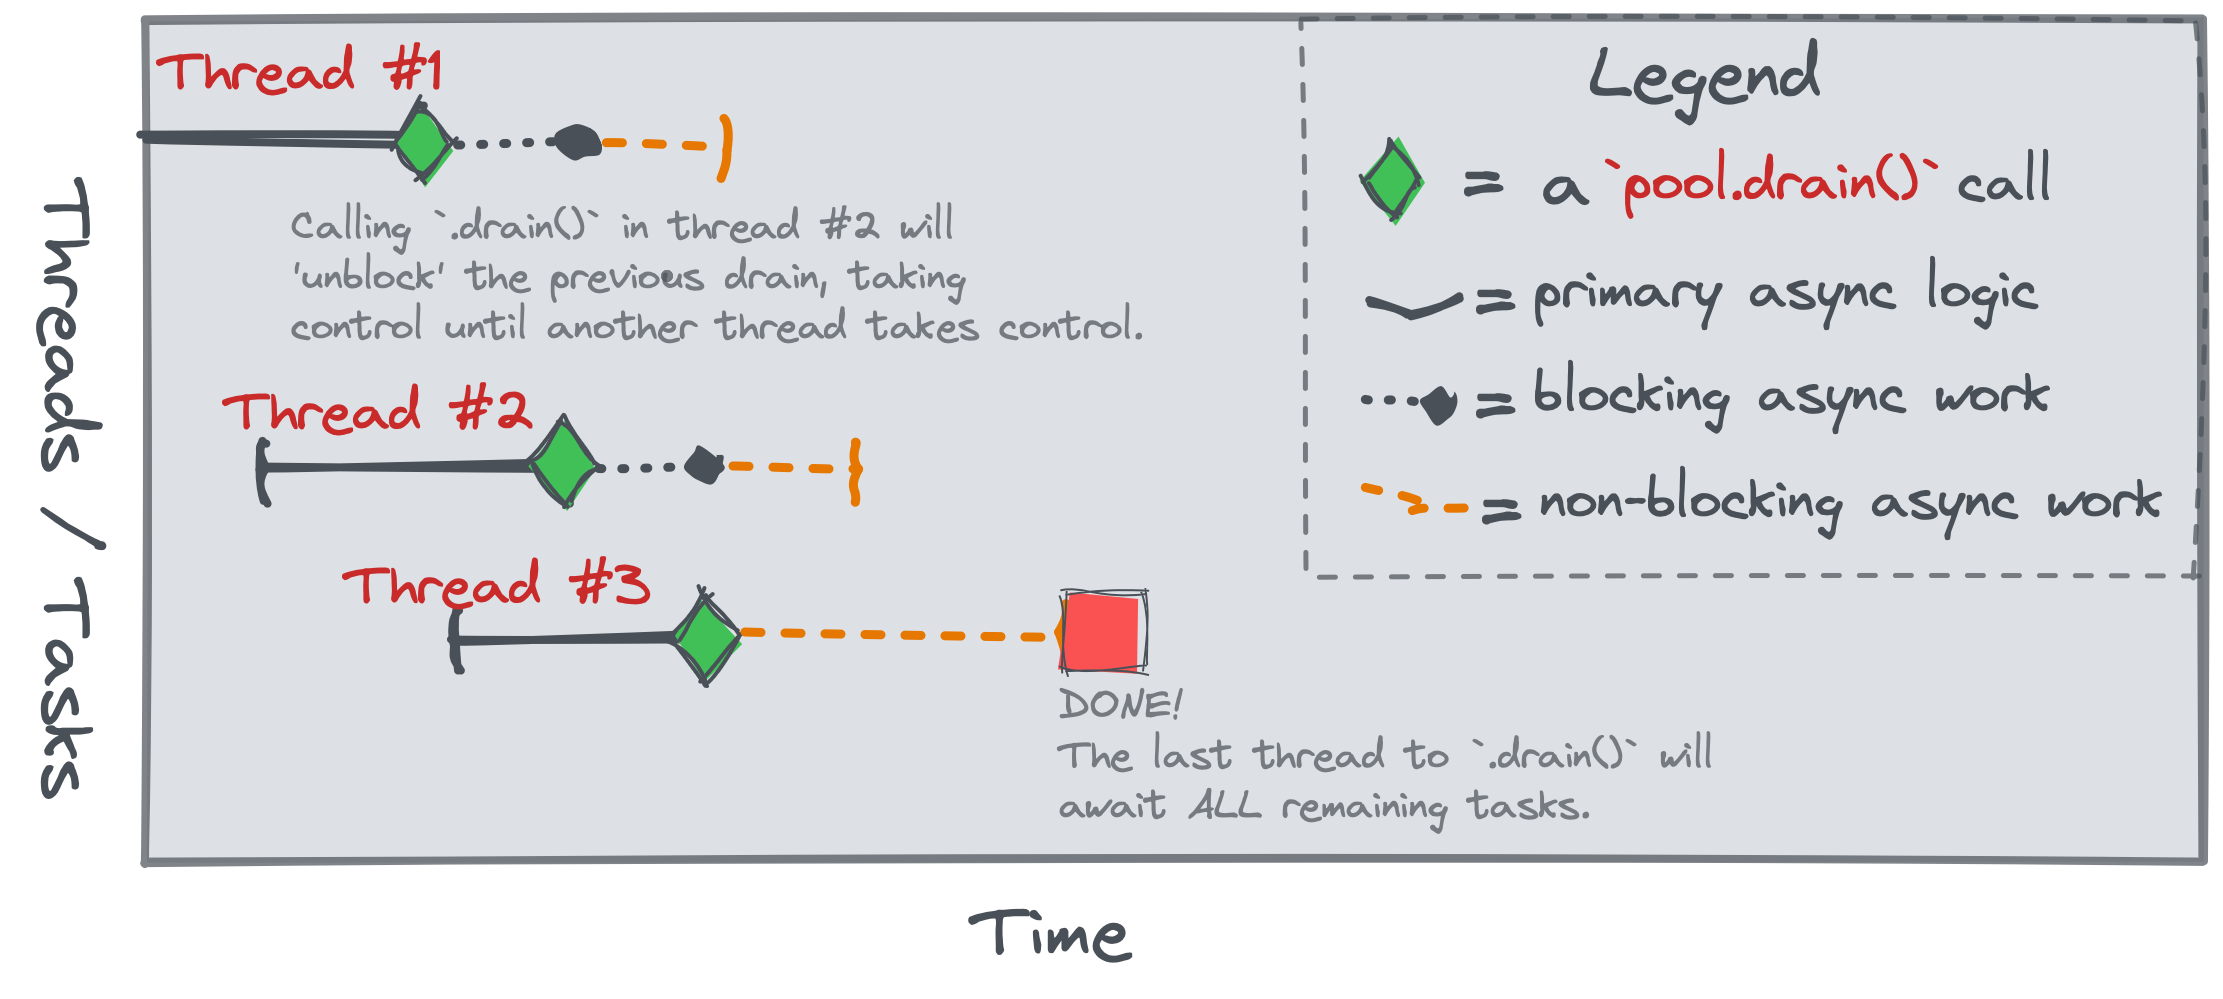 Thread #1
Calling `.drain()` in thread #2 will
'unblock' the previous drain, taking
control until another thread takes control.
Thread #2
Thread #3
DONE!
The last thread to `.drain()` will
await ALL remaining tasks.
Legend
= a `pool.drain()` call
= primary async logic
= blocking async work
= non-blocking async work
Threads / Tasks
Time